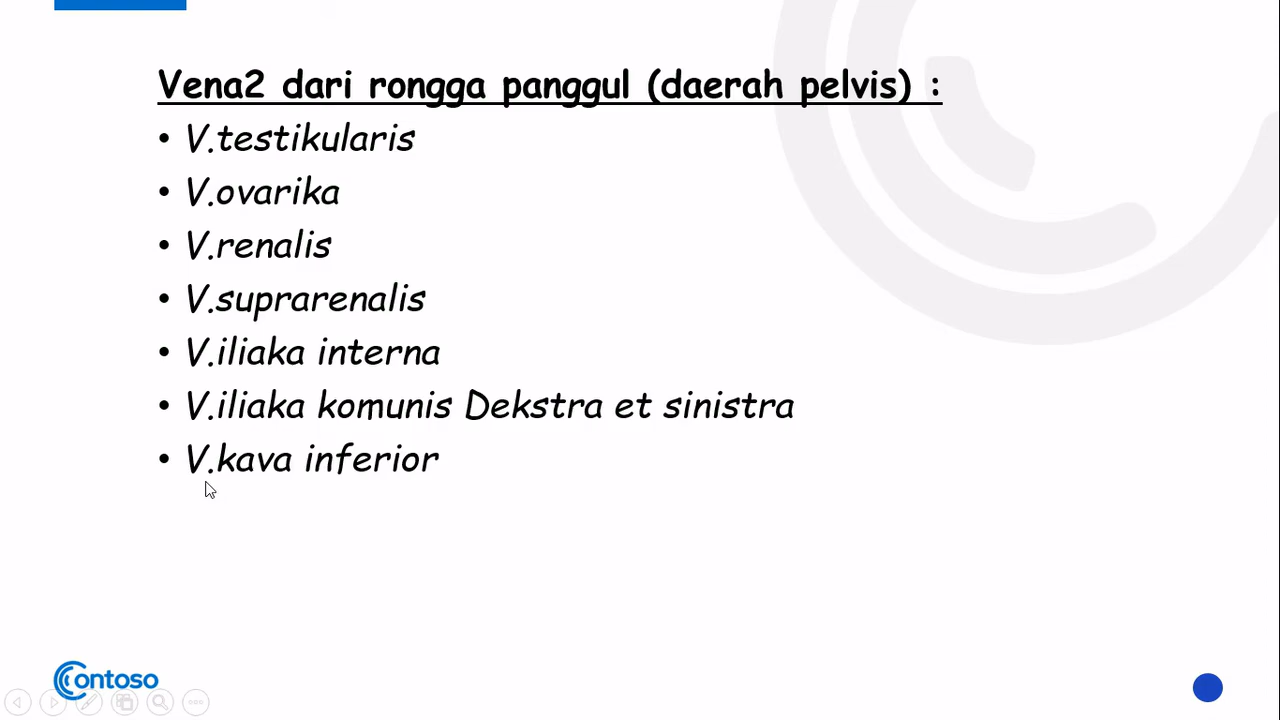 Vena2 dari rongga panggul (daerah pelvis) :
• V.testikularis
• V.ovarika
• V.renalis
• V.suprarenalis
• V.iliaka interna
• V.iliaka komunis Dekstra et sinistra
• V.kava inferior
Contoso